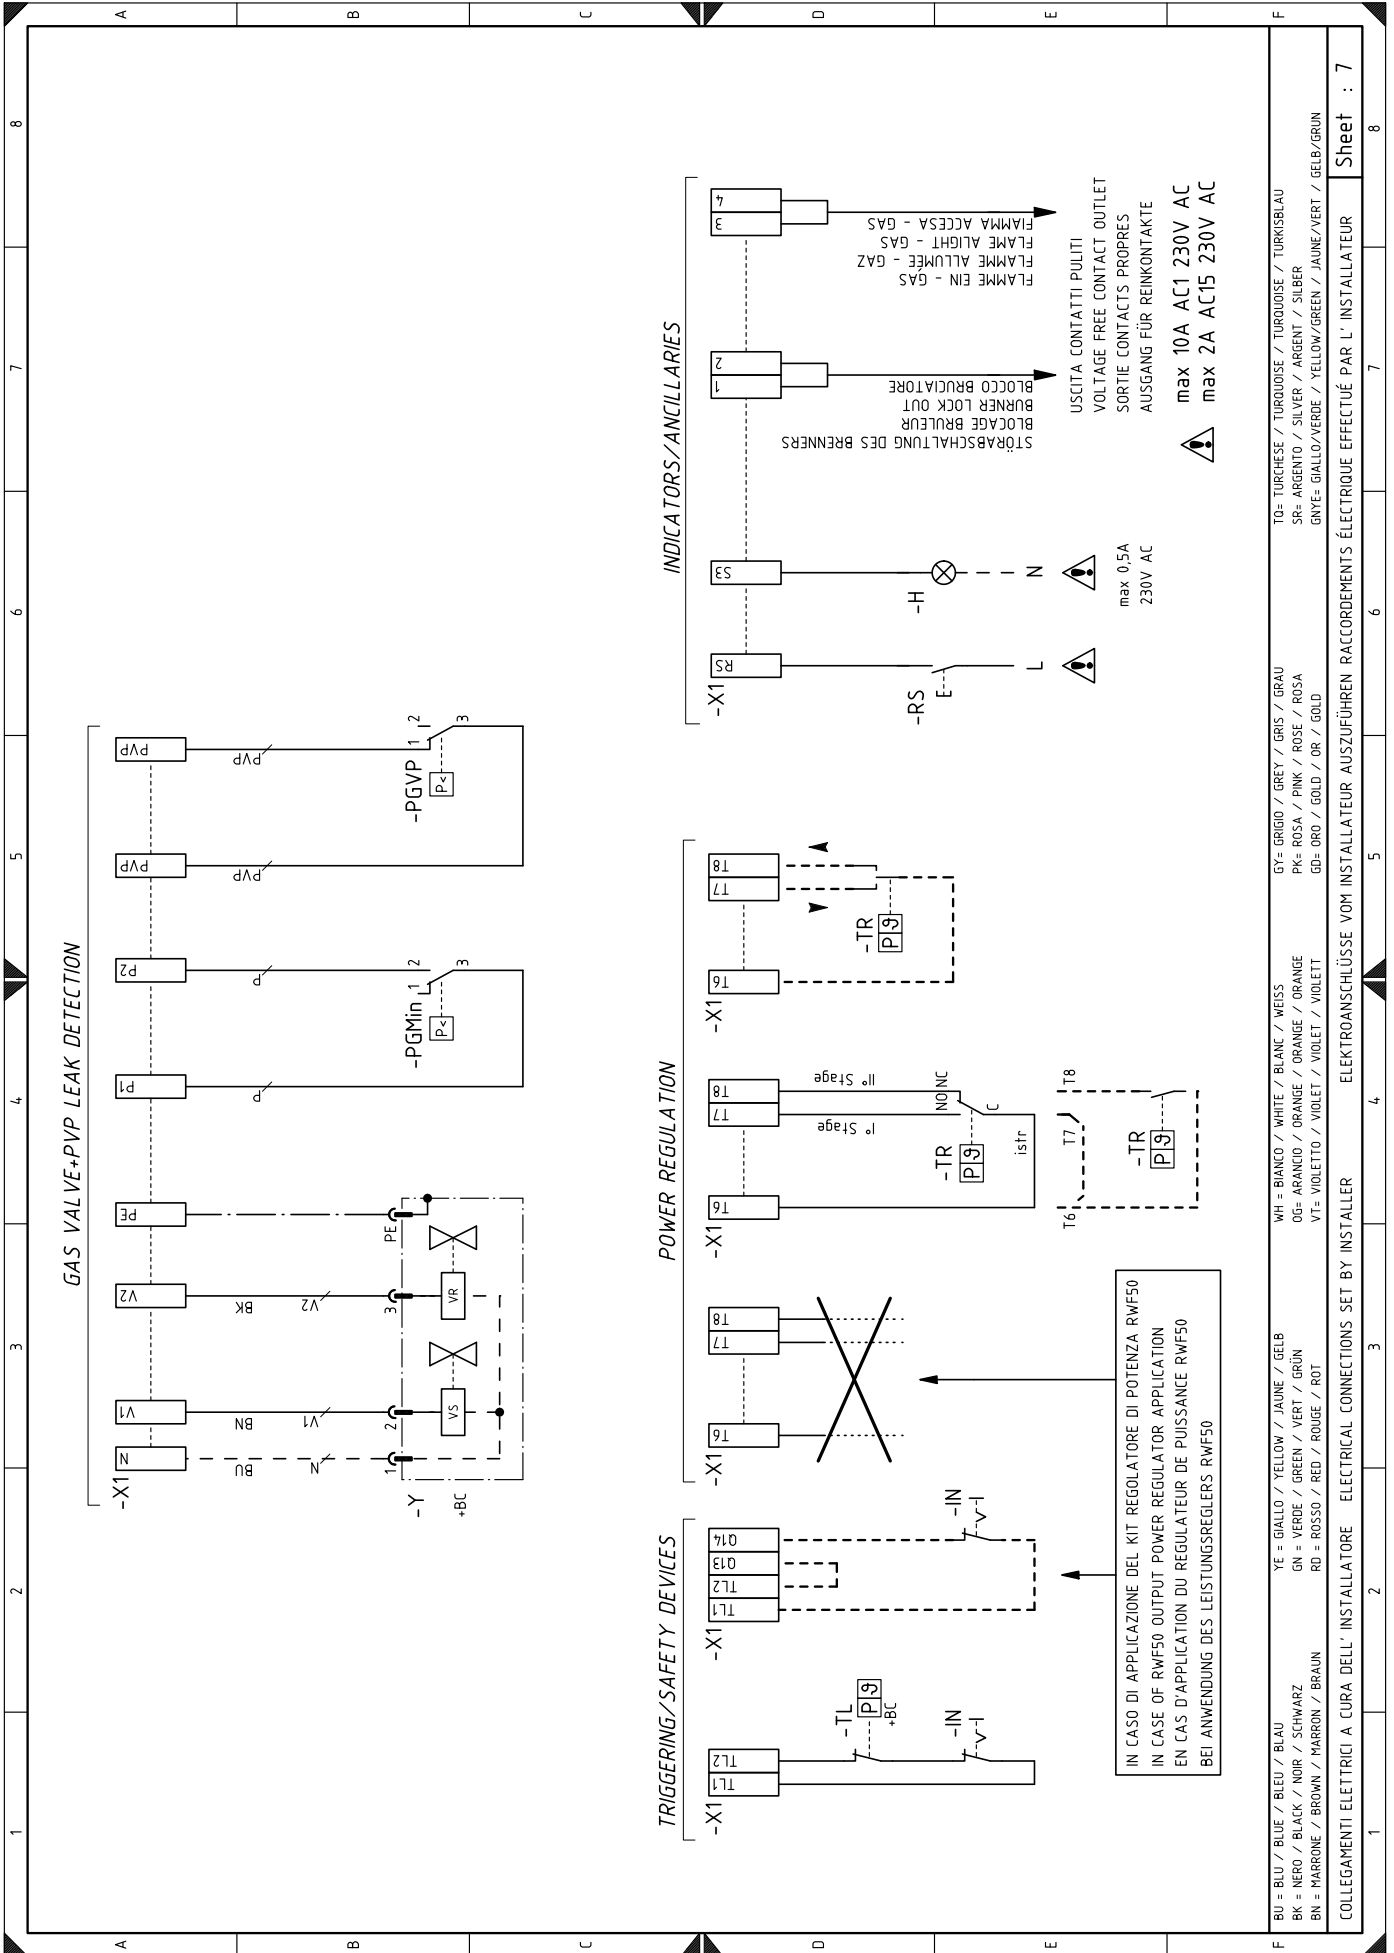 1 2 3 4 5 6 7 8
A
B
C
D
E
F
GAS VALVE+PVP LEAK DETECTION
-X1
N
V1
V2
PE
P1
P2
PVP
PVP
BU
N
BN
V1
BK
V2
P
P
PVP
PVP
1
2
3
PE
-Y
+BC
VS
VR
-PGMin
P<
1
2
3
-PGVP
P<
1
2
3
TRIGGERING/SAFETY DEVICES
-X1
TL1
TL2
-TL
P ϑ
+BC
-IN
-X1
TL1
TL2
Q13
Q14
-IN
POWER REGULATION
-X1
T6
T7
T8
-X1
T6
T7
T8
I° Stage
II° Stage
-TR
P ϑ
NO
NC
C
istr
T6
T7
T8
-TR
P ϑ
-X1
T6
T7
T8
-TR
P ϑ
IN CASO DI APPLICAZIONE DEL KIT REGOLATORE DI POTENZA RWF50
IN CASE OF RWF50 OUTPUT POWER REGULATOR APPLICATION
EN CAS D'APPLICATION DU REGULATEUR DE PUISSANCE RWF50
BEI ANWENDUNG DES LEISTUNGSREGLERS RWF50
INDICATORS/ANCILLARIES
-X1
RS
S3
1
2
3
4
-RS
L
-H
N
max 0,5A
230V AC
STÖRABSCHALTUNG DES BRENNERS
BLOCAGE BRULEUR
BURNER LOCK OUT
BLOCCO BRUCIATORE
FLAMME EIN - GAS
FLAMME ALLUMÉE - GAZ
FLAME ALIGHT - GAS
FIAMMA ACCESA - GAS
USCITA CONTATTI PULITI
VOLTAGE FREE CONTACT OUTLET
SORTIE CONTACTS PROPRES
AUSGANG FÜR REINKONTAKTE
max 10A AC1 230V AC
max 2A AC15 230V AC
BU = BLU / BLUE / BLEU / BLAU
BK = NERO / BLACK / NOIR / SCHWARZ
BN = MARRONE / BROWN / MARRON / BRAUN
YE = GIALLO / YELLOW / JAUNE / GELB
GN = VERDE / GREEN / VERT / GRÜN
RD = ROSSO / RED / ROUGE / ROT
WH = BIANCO / WHITE / BLANC / WEISS
OG= ARANCIO / ORANGE / ORANGE / ORANGE
VT= VIOLETTO / VIOLET / VIOLET / VIOLETT
GY= GRIGIO / GREY / GRIS / GRAU
PK= ROSA / PINK / ROSE / ROSA
GD= ORO / GOLD / OR / GOLD
TQ= TURCHESE / TURQUOISE / TURQUOISE / TURKISBLAU
SR= ARGENTO / SILVER / ARGENT / SILBER
GNYE= GIALLO/VERDE / YELLOW/GREEN / JAUNE/VERT / GELB/GRUN
COLLEGAMENTI ELETTRICI A CURA DELL' INSTALLATORE ELECTRICAL CONNECTIONS SET BY INSTALLER ELEKTROANSCHLÜSSE VOM INSTALLATEUR AUSZUFÜHREN RACCORDEMENTS ÉLECTRIQUE EFFECTUÉ PAR L' INSTALLATEUR
Sheet : 7
1 2 3 4 5 6 7 8
A
B
C
D
E
F